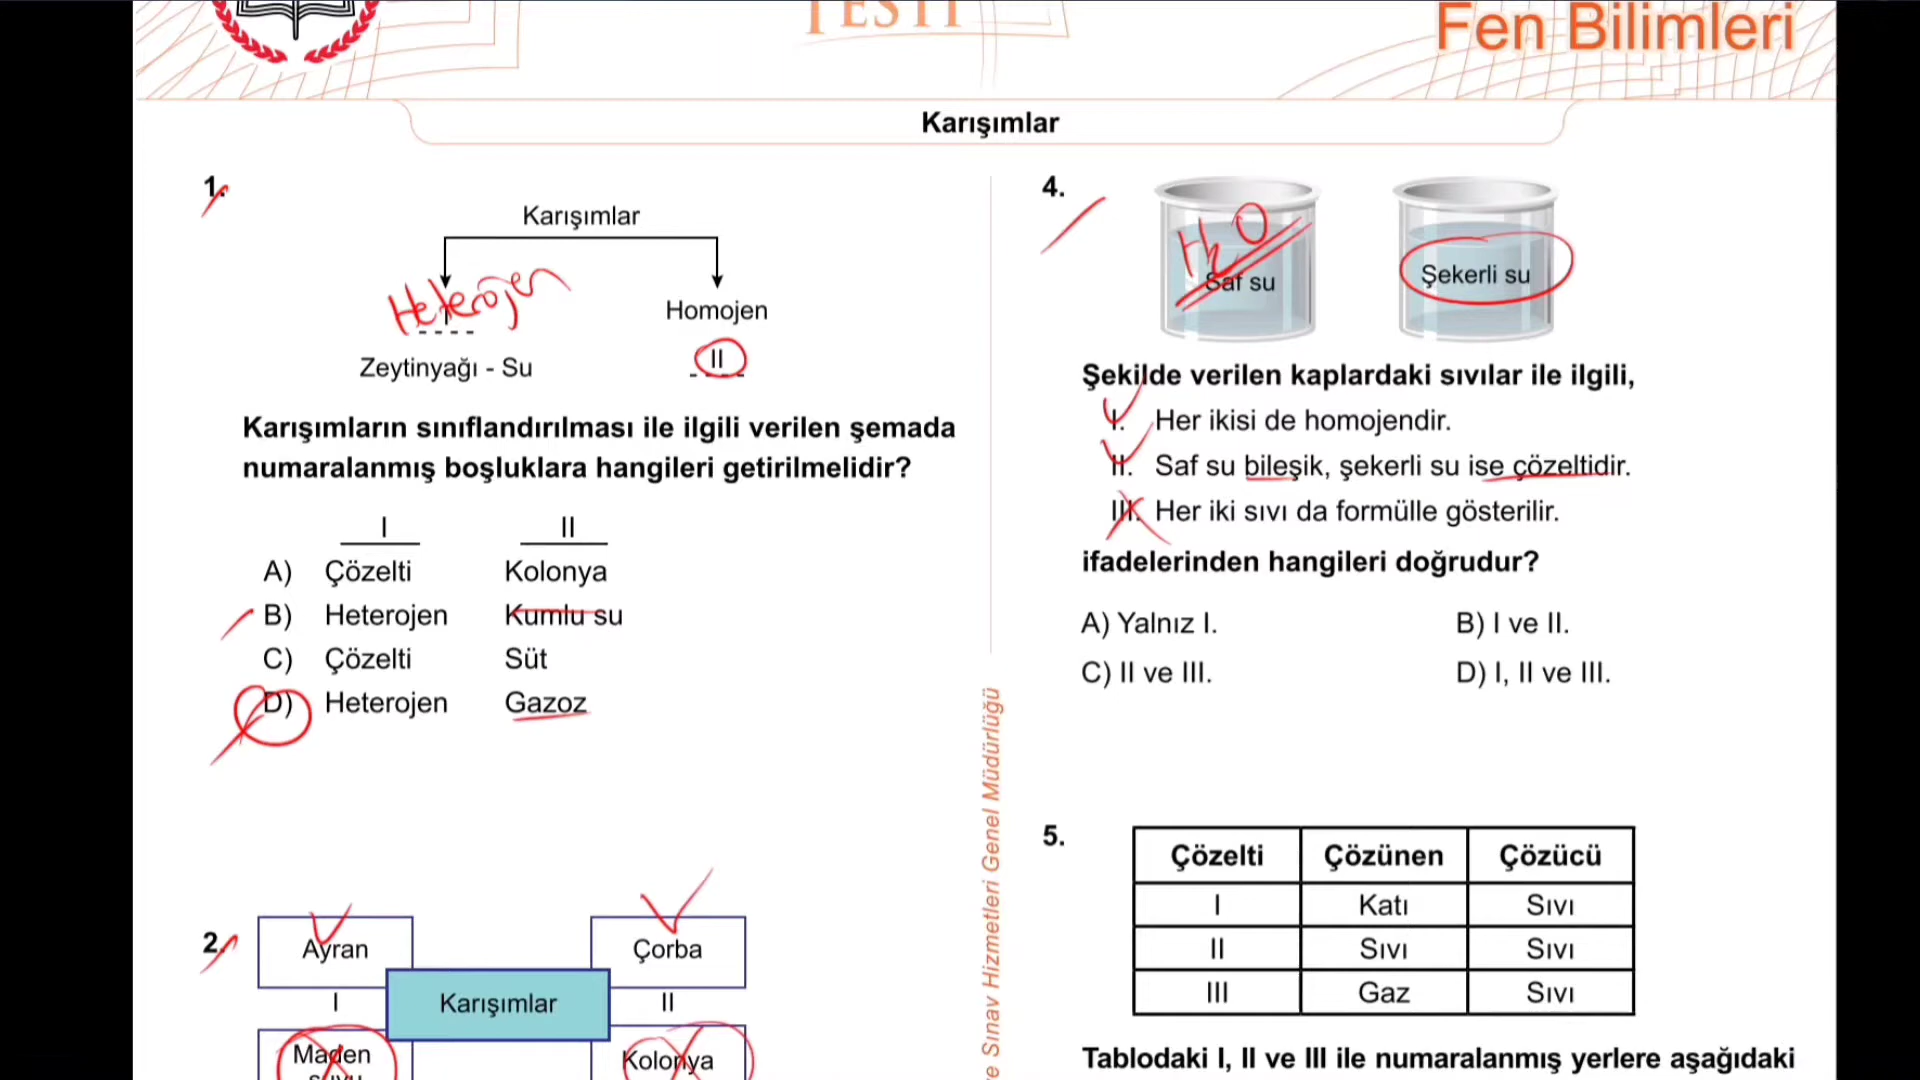 TESTİ
Fen Bilimleri
Karışımlar
1.
Karışımlar
Heterojen
I
Zeytinyağı - Su
Homojen
II
Karışımların sınıflandırılması ile ilgili verilen şemada
numaralanmış boşluklara hangileri getirilmelidir?
I II
A) Çözelti Kolonya
B) Heterojen Kumlu su
C) Çözelti Süt
D) Heterojen Gazoz
2.
Ayran
Çorba
I
Karışımlar
II
Maden
suyu
Kolonya
ve Sınav Hizmetleri Genel Müdürlüğü
4.
H2O
Saf su
Şekerli su
Şekilde verilen kaplardaki sıvılar ile ilgili,
I. Her ikisi de homojendir.
II. Saf su bileşik, şekerli su ise çözeltidir.
III. Her iki sıvı da formülle gösterilir.
ifadelerinden hangileri doğrudur?
A) Yalnız I. B) I ve II.
C) II ve III. D) I, II ve III.
5.
Çözelti Çözünen Çözücü
I Katı Sıvı
II Sıvı Sıvı
III Gaz Sıvı
Tablodaki I, II ve III ile numaralanmış yerlere aşağıdaki